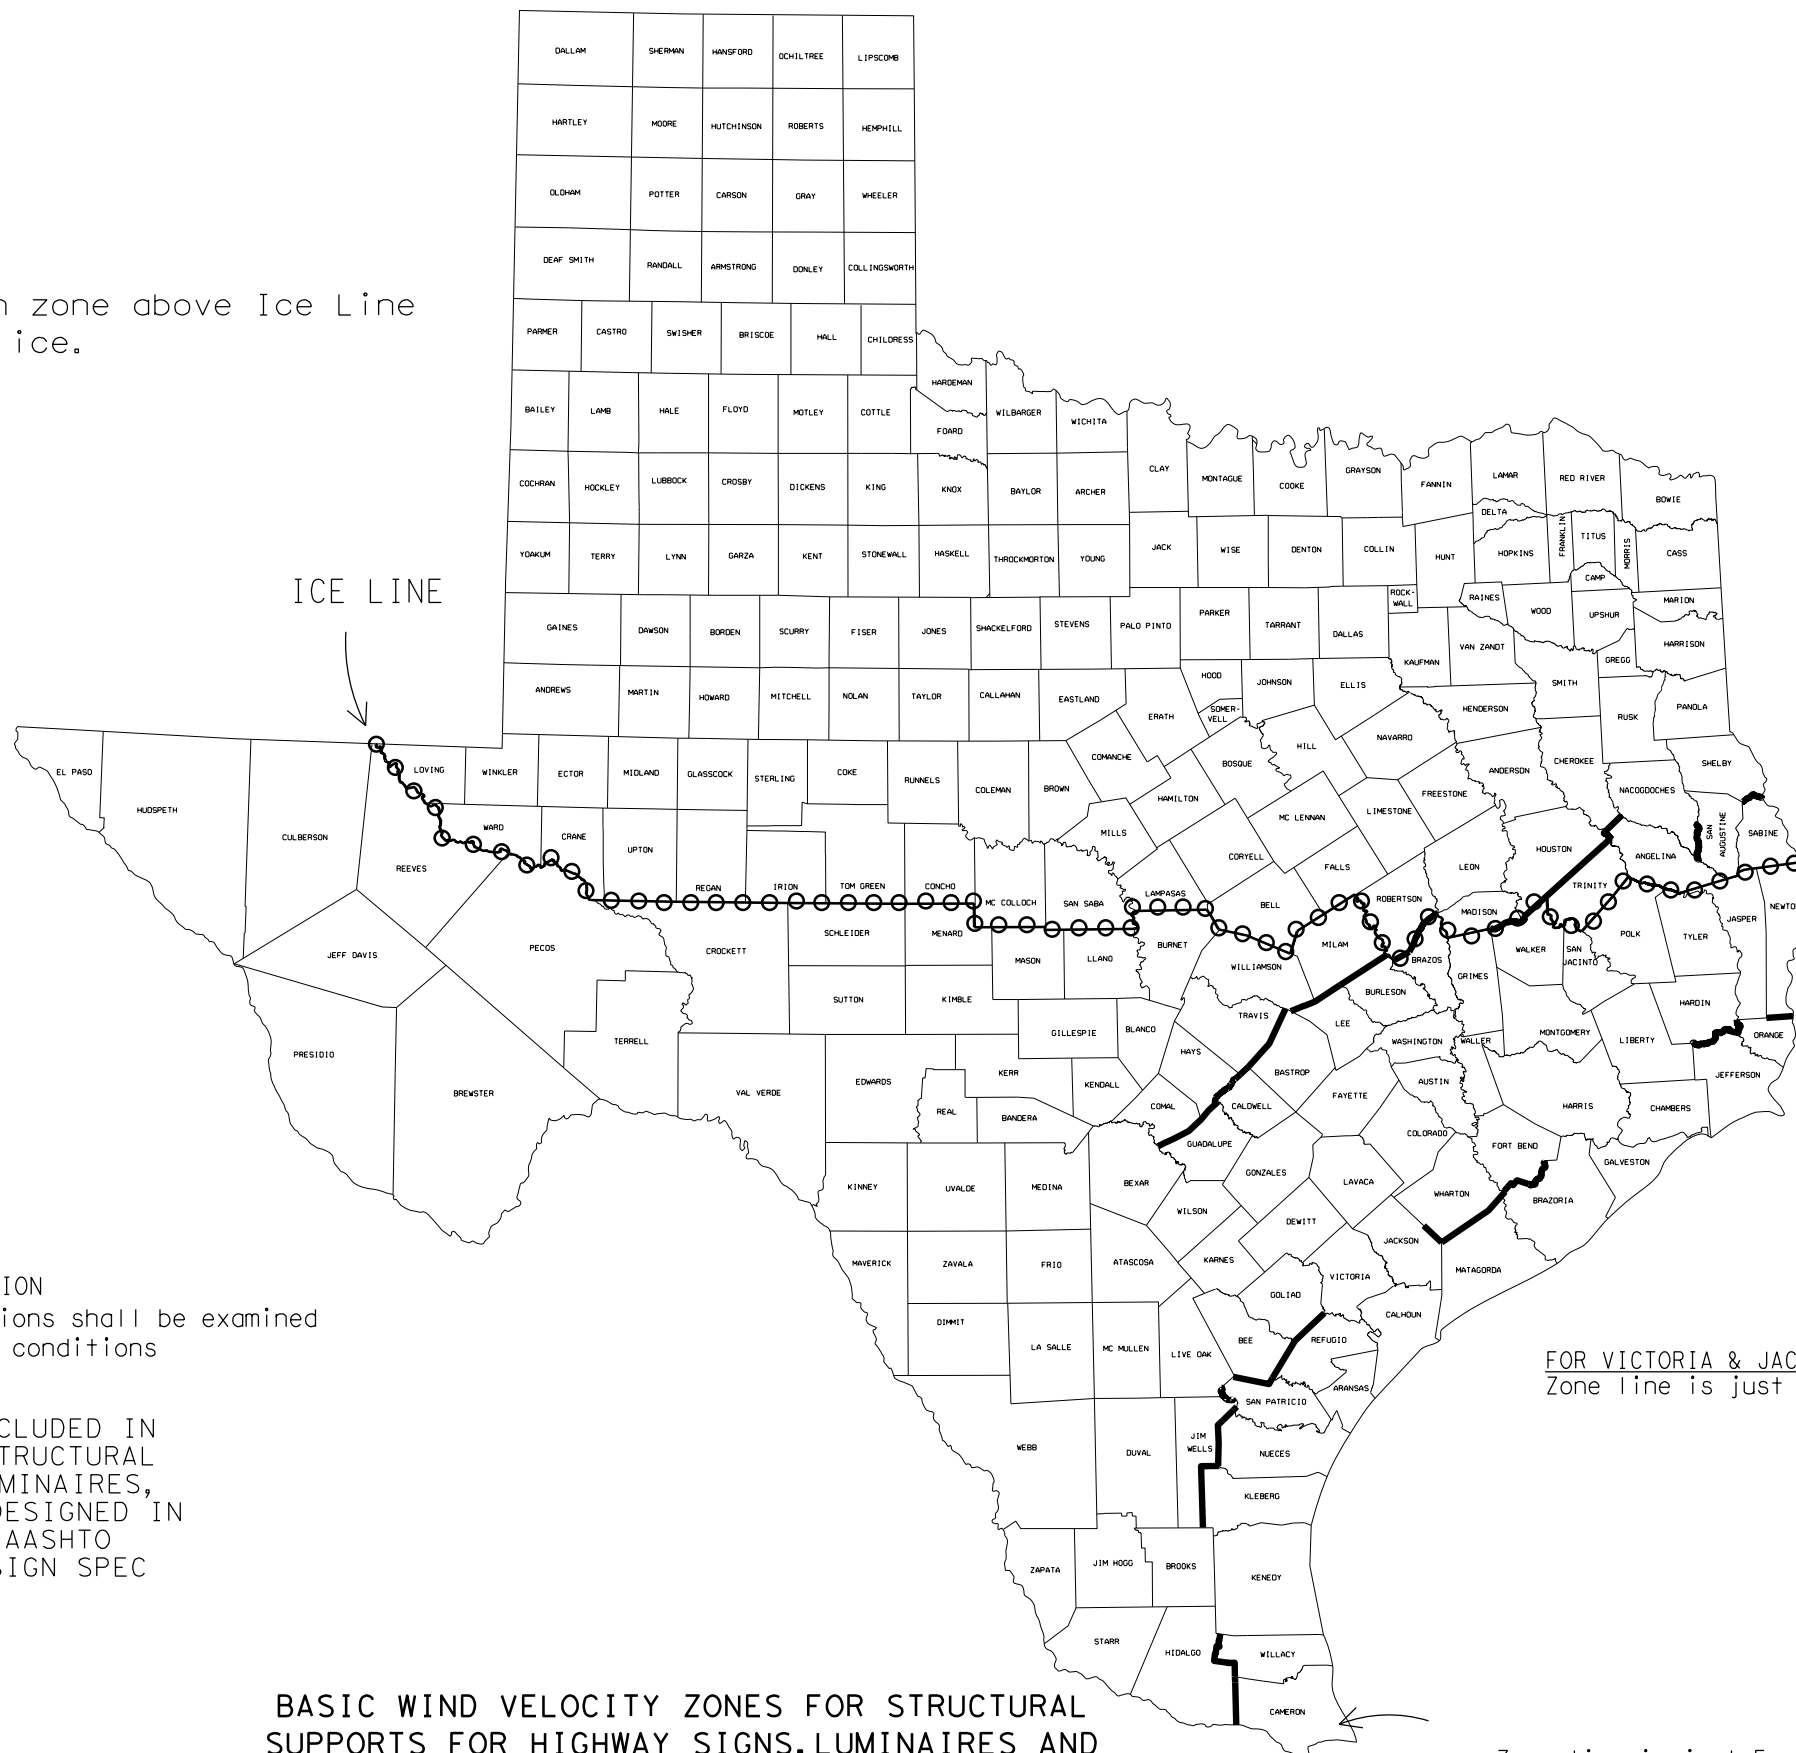 DALLAM SHERMAN HANSFORD OCHILTREE LIPSCOMB
HARTLEY MOORE HUTCHINSON ROBERTS HEMPHILL
OLDHAM POTTER CARSON GRAY WHEELER
DEAF SMITH RANDALL ARMSTRONG DONLEY COLLINGSWORTH
n zone above Ice Line
ice.
PARMER CASTRO SWISHER BRISCOE HALL CHILDRESS
HARDEMAN
BAILEY LAMB HALE FLOYD MOTLEY COTTLE FOARD WILBARGER WICHITA
COCHRAN HOCKLEY LUBBOCK CROSBY DICKENS KING KNOX BAYLOR ARCHER CLAY MONTAGUE COOKE GRAYSON FANNIN LAMAR RED RIVER BOWIE
DELTA
YOAKUM TERRY LYNN GARZA KENT STONEWALL HASKELL THROCKMORTON YOUNG JACK WISE DENTON COLLIN HUNT HOPKINS FRANKLIN TITUS MORRIS CASS
CAMP
ICE LINE
ROCK-
WALL
RAINES WOOD UPSHUR MARION
GAINES DAWSON BORDEN SCURRY FISER JONES SHACKELFORD STEVENS PALO PINTO PARKER TARRANT DALLAS KAUFMAN VAN ZANDT GREGG HARRISON
ANDREWS MARTIN HOWARD MITCHELL NOLAN TAYLOR CALLAHAN EASTLAND ERATH HOOD JOHNSON ELLIS HENDERSON SMITH RUSK PANOLA
SOMER-
VELL
EL PASO HUDSPETH CULBERSON LOVING WINKLER ECTOR MIDLAND GLASSCOCK STERLING COKE RUNNELS COLEMAN BROWN COMANCHE BOSQUE HILL NAVARRO ANDERSON CHEROKEE NACOGDOCHES SHELBY
HAMILTON MC LENNAN LIMESTONE FREESTONE
REEVES WARD CRANE UPTON REGAN IRION TOM GREEN CONCHO MC COLLOCH SAN SABA MILLS LAMPASAS CORYELL FALLS LEON HOUSTON ANGELINA
SAN
AUGUSTINE
SABINE
BELL ROBERTSON MADISON TRINITY
JEFF DAVIS PECOS CROCKETT SCHLEIDER MENARD MASON LLANO BURNET WILLIAMSON MILAM BRAZOS GRIMES WALKER
SAN
JACINTO
POLK TYLER JASPER NEWTO
SUTTON KIMBLE BURLESON HARDIN
PRESIDIO BREWSTER TERRELL VAL VERDE EDWARDS KERR GILLESPIE BLANCO TRAVIS LEE WASHINGTON WALLER MONTGOMERY LIBERTY ORANGE
REAL BANDERA KENDALL HAYS COMAL CALDWELL BASTROP FAYETTE AUSTIN HARRIS CHAMBERS JEFFERSON
GUADALUPE COLORADO FORT BEND GALVESTON
KINNEY UVALDE MEDINA BEXAR WILSON GONZALES LAVACA WHARTON BRAZORIA
MAVERICK ZAVALA FRIO ATASCOSA KARNES DEWITT JACKSON MATAGORDA
ION
ions shall be examined
conditions
DIMMIT LA SALLE MC MULLEN LIVE OAK BEE GOLIAD VICTORIA REFUGIO CALHOUN
FOR VICTORIA & JAC
Zone line is just
ARANSAS
SAN PATRICIO
CLUDED IN
TRUCTURAL
MINAIRES,
DESIGNED IN
AASHTO
SIGN SPEC
WEBB DUVAL
JIM
WELLS
NUECES
KLEBERG
ZAPATA JIM HOGG BROOKS KENEDY
STARR HIDALGO WILLACY
CAMERON
BASIC WIND VELOCITY ZONES FOR STRUCTURAL
SUPPORTS FOR HIGHWAY SIGNS, LUMINAIRES AND